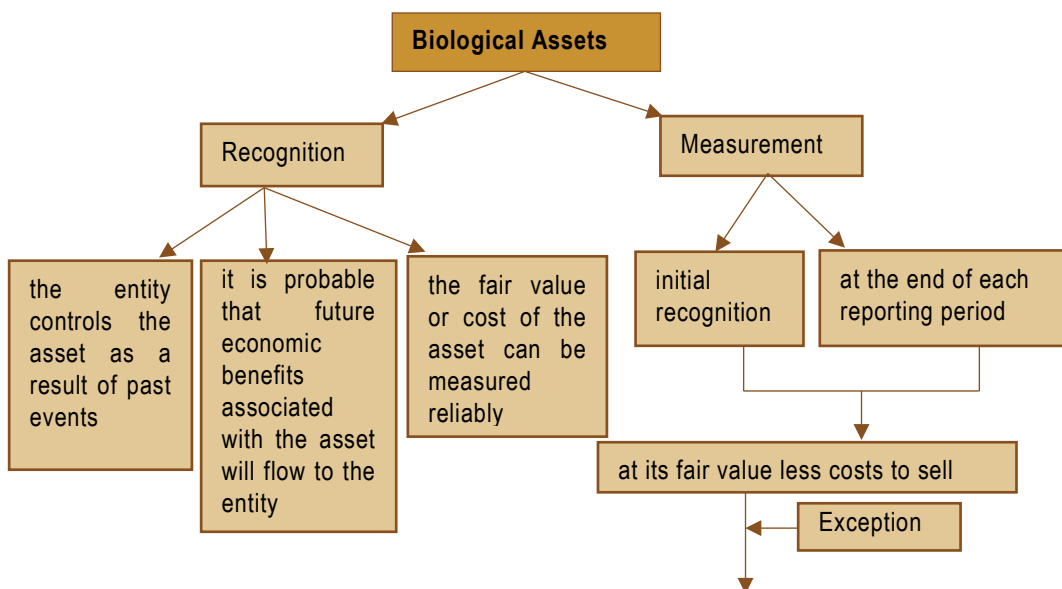 Biological Assets
Recognition
Measurement
the entity
controls the
asset as a
result of past
events
it is probable
that future
economic
benefits
associated
with the asset
will flow to the
entity
the fair value
or cost of the
asset can be
measured
reliably
initial
recognition
at the end of each
reporting period
at its fair value less costs to sell
Exception